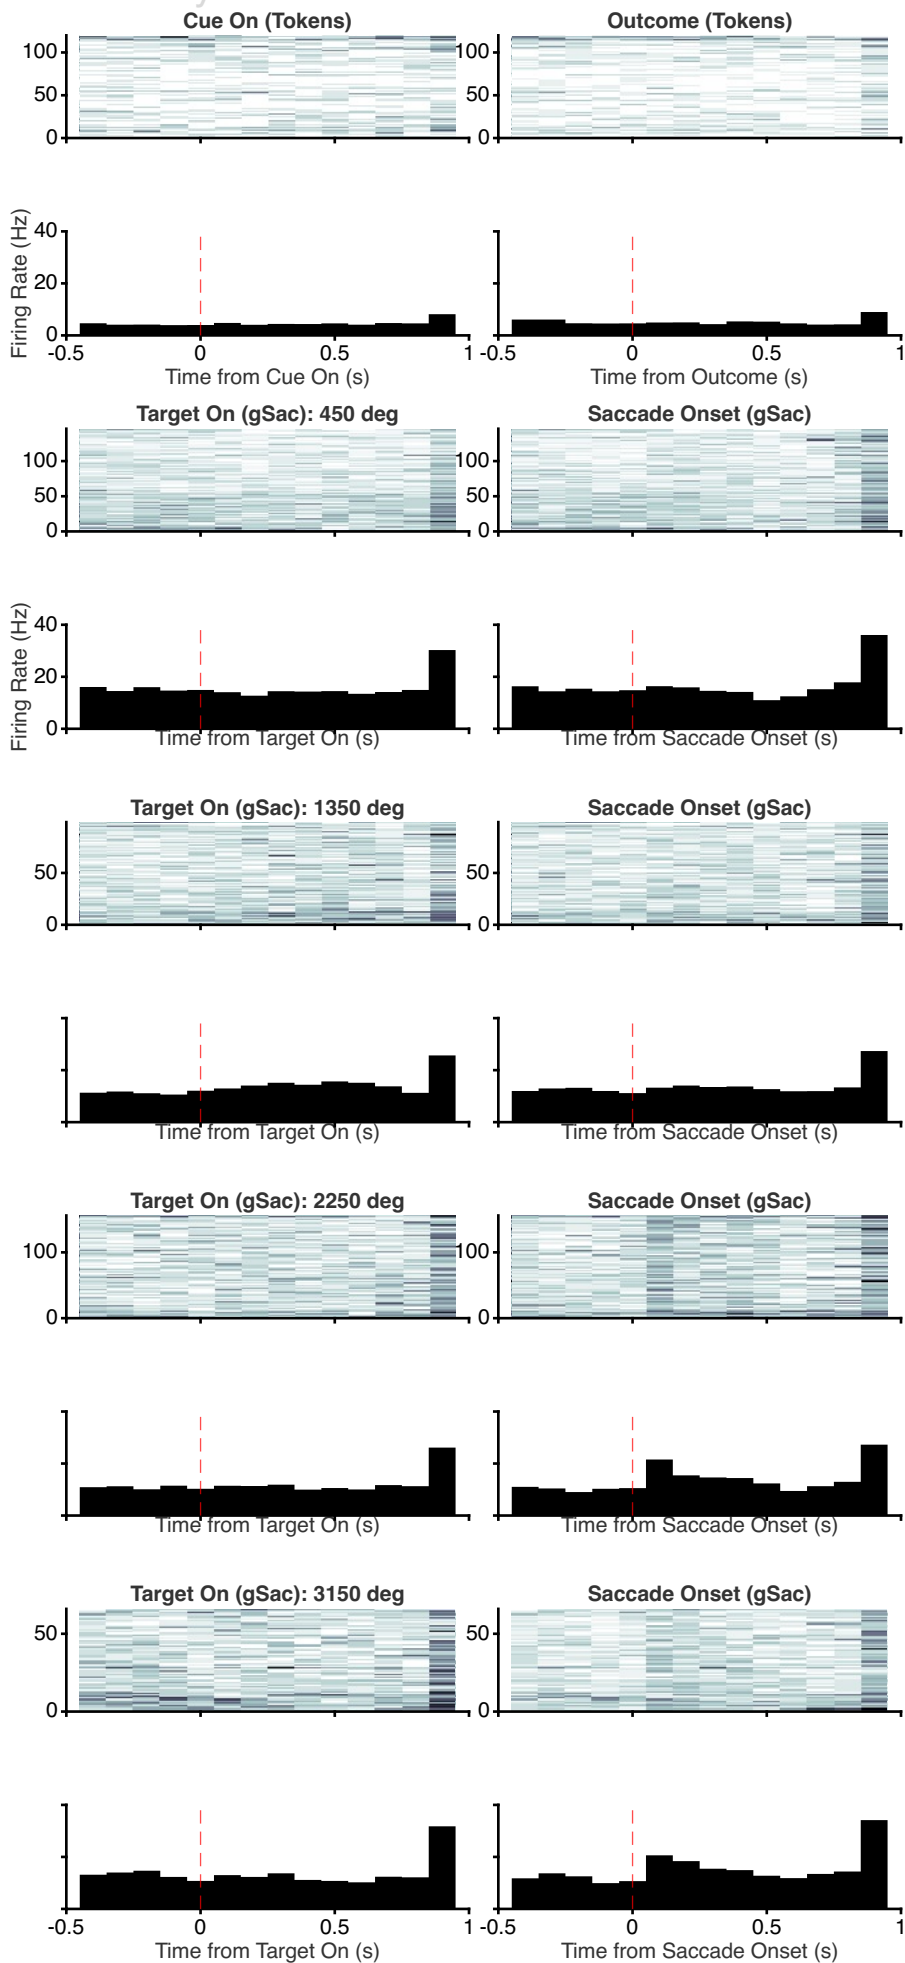 Cue On (Tokens) Outcome (Tokens)
100 100
50 50
0 0
Firing Rate (Hz)
40
20
0
-0.5 0 0.5 1 -0.5 0 0.5 1
Time from Cue On (s) Time from Outcome (s)
Target On (gSac): 450 deg Saccade Onset (gSac)
100 100
50 50
0 0
Firing Rate (Hz)
40
20
0
Time from Target On (s) Time from Saccade Onset (s)
Target On (gSac): 1350 deg Saccade Onset (gSac)
50 50
0 0
Time from Target On (s) Time from Saccade Onset (s)
Target On (gSac): 2250 deg Saccade Onset (gSac)
100 100
0 0
Time from Target On (s) Time from Saccade Onset (s)
Target On (gSac): 3150 deg Saccade Onset (gSac)
50 50
0 0
-0.5 0 0.5 1 -0.5 0 0.5 1
Time from Target On (s) Time from Saccade Onset (s)